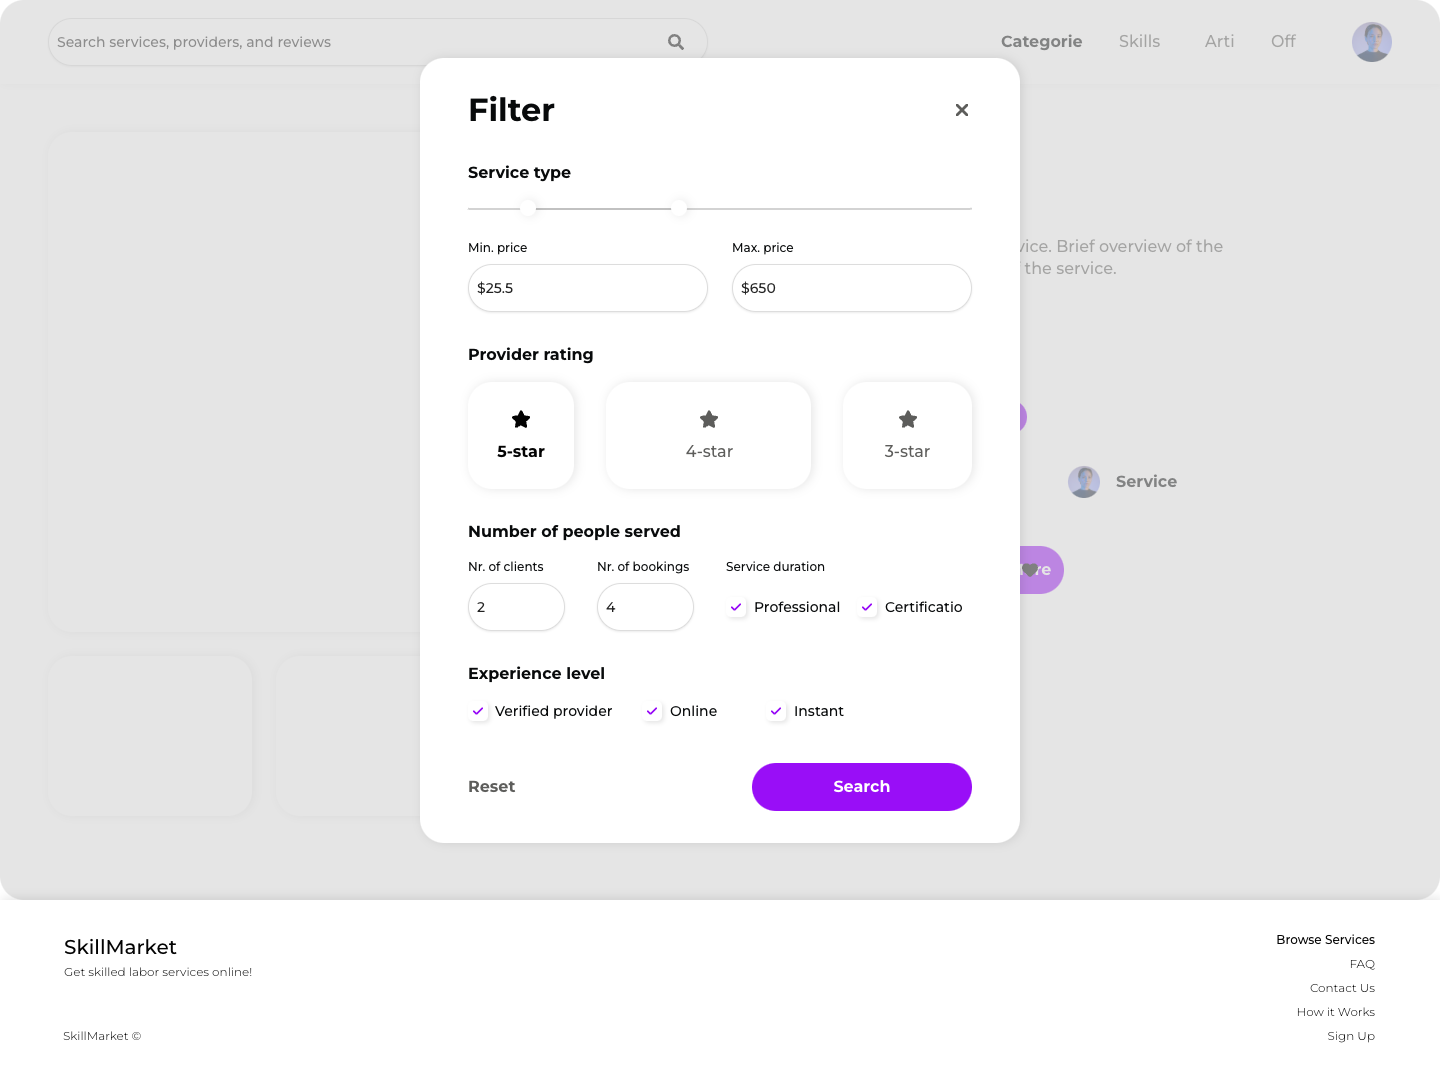 Search services, providers, and reviews
Categorie
Skills
Arti
Off
Filter
Service type
Min. price
Max. price
$25.5
$650
vice. Brief overview of the
the service.
Provider rating
5-star
4-star
3-star
Service
Number of people served
Nr. of clients
Nr. of bookings
Service duration
2
4
Professional
Certificatio
Experience level
Verified provider
Online
Instant
Reset
Search
SkillMarket
Get skilled labor services online!
SkillMarket ©
Browse Services
FAQ
Contact Us
How it Works
Sign Up